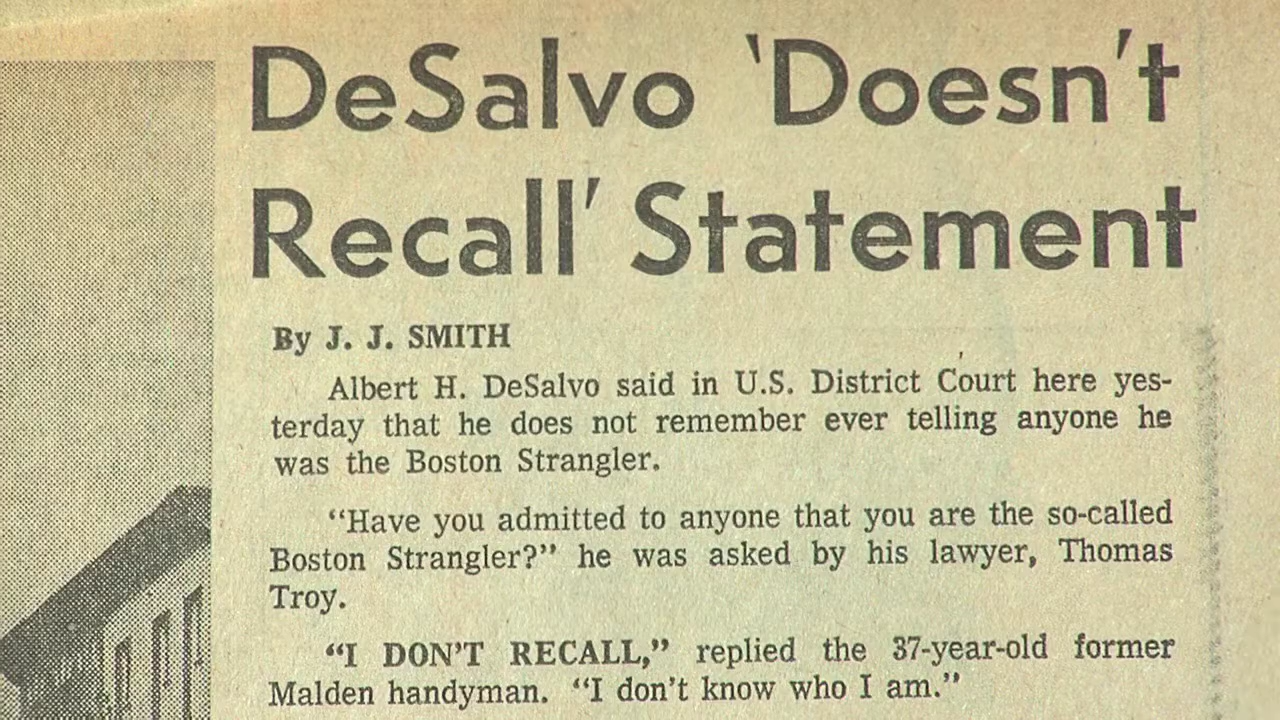 DeSalvo 'Doesn't
Recall' Statement
By J. J. SMITH
Albert H. DeSalvo said in U.S. District Court here yes-
terday that he does not remember ever telling anyone he
was the Boston Strangler.
"Have you admitted to anyone that you are the so-called
Boston Strangler?" he was asked by his lawyer, Thomas
Troy.
"I DON'T RECALL," replied the 37-year-old former
Malden handyman. "I don't know who I am."